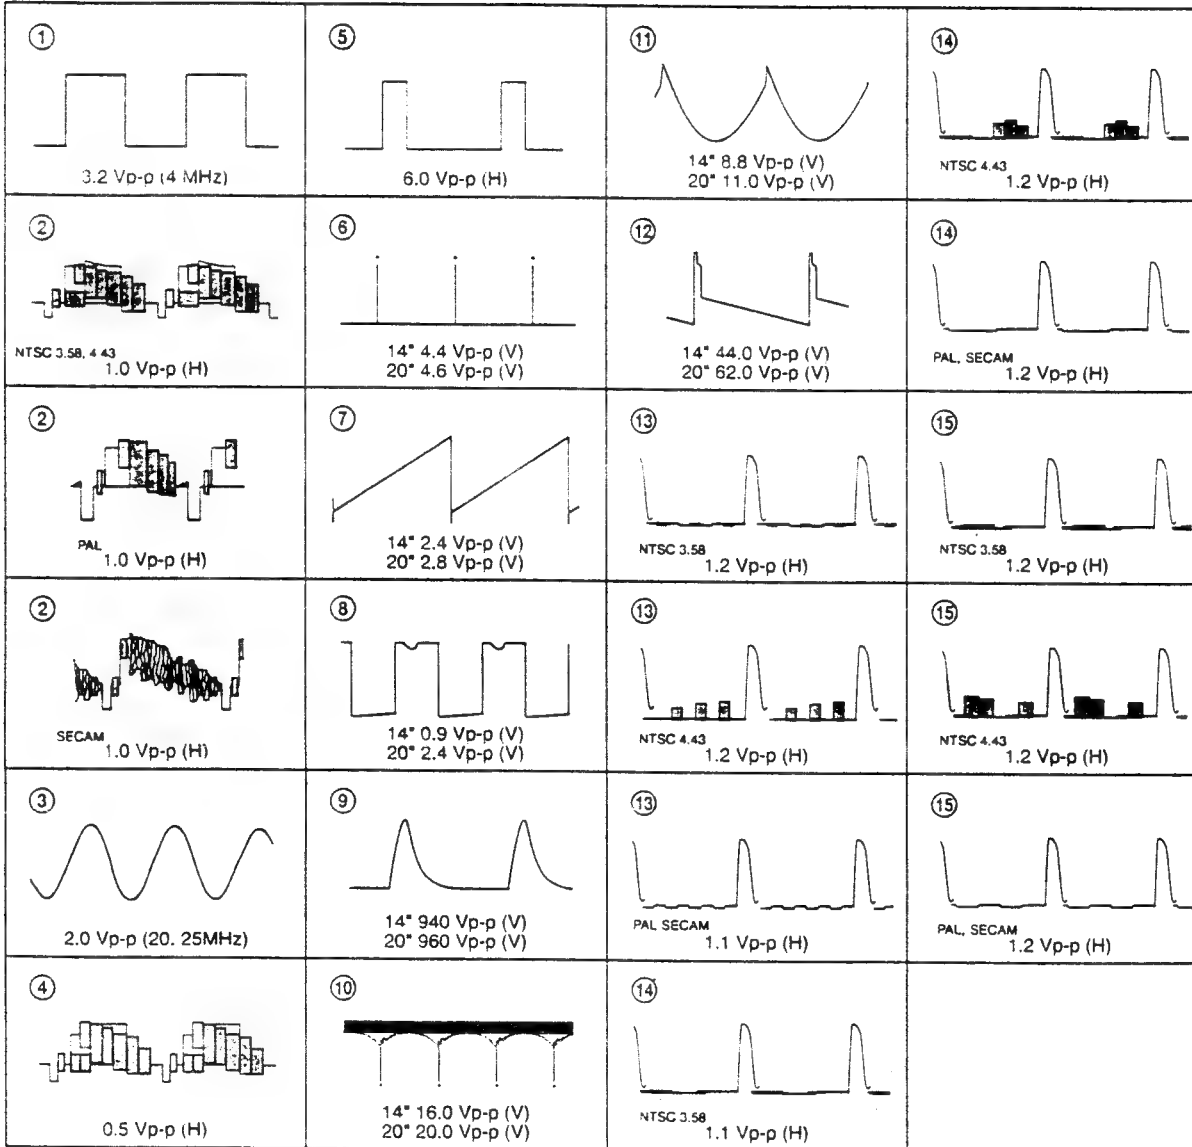 ①
3.2 Vp-p (4 MHz)
②
NTSC 3.58, 4.43
1.0 Vp-p (H)
②
PAL
1.0 Vp-p (H)
②
SECAM
1.0 Vp-p (H)
③
2.0 Vp-p (20. 25MHz)
④
0.5 Vp-p (H)
⑤
6.0 Vp-p (H)
⑥
14" 4.4 Vp-p (V)
20" 4.6 Vp-p (V)
⑦
14" 2.4 Vp-p (V)
20" 2.8 Vp-p (V)
⑧
14" 0.9 Vp-p (V)
20" 2.4 Vp-p (V)
⑨
14" 940 Vp-p (V)
20" 960 Vp-p (V)
⑩
14" 16.0 Vp-p (V)
20" 20.0 Vp-p (V)
⑪
14" 8.8 Vp-p (V)
20" 11.0 Vp-p (V)
⑫
14" 44.0 Vp-p (V)
20" 62.0 Vp-p (V)
⑬
NTSC 3.58
1.2 Vp-p (H)
⑬
NTSC 4.43
1.2 Vp-p (H)
⑬
PAL SECAM
1.1 Vp-p (H)
⑭
NTSC 3.58
1.1 Vp-p (H)
⑭
NTSC 4.43
1.2 Vp-p (H)
⑭
PAL, SECAM
1.2 Vp-p (H)
⑮
NTSC 3.58
1.2 Vp-p (H)
⑮
NTSC 4.43
1.2 Vp-p (H)
⑮
PAL, SECAM
1.2 Vp-p (H)